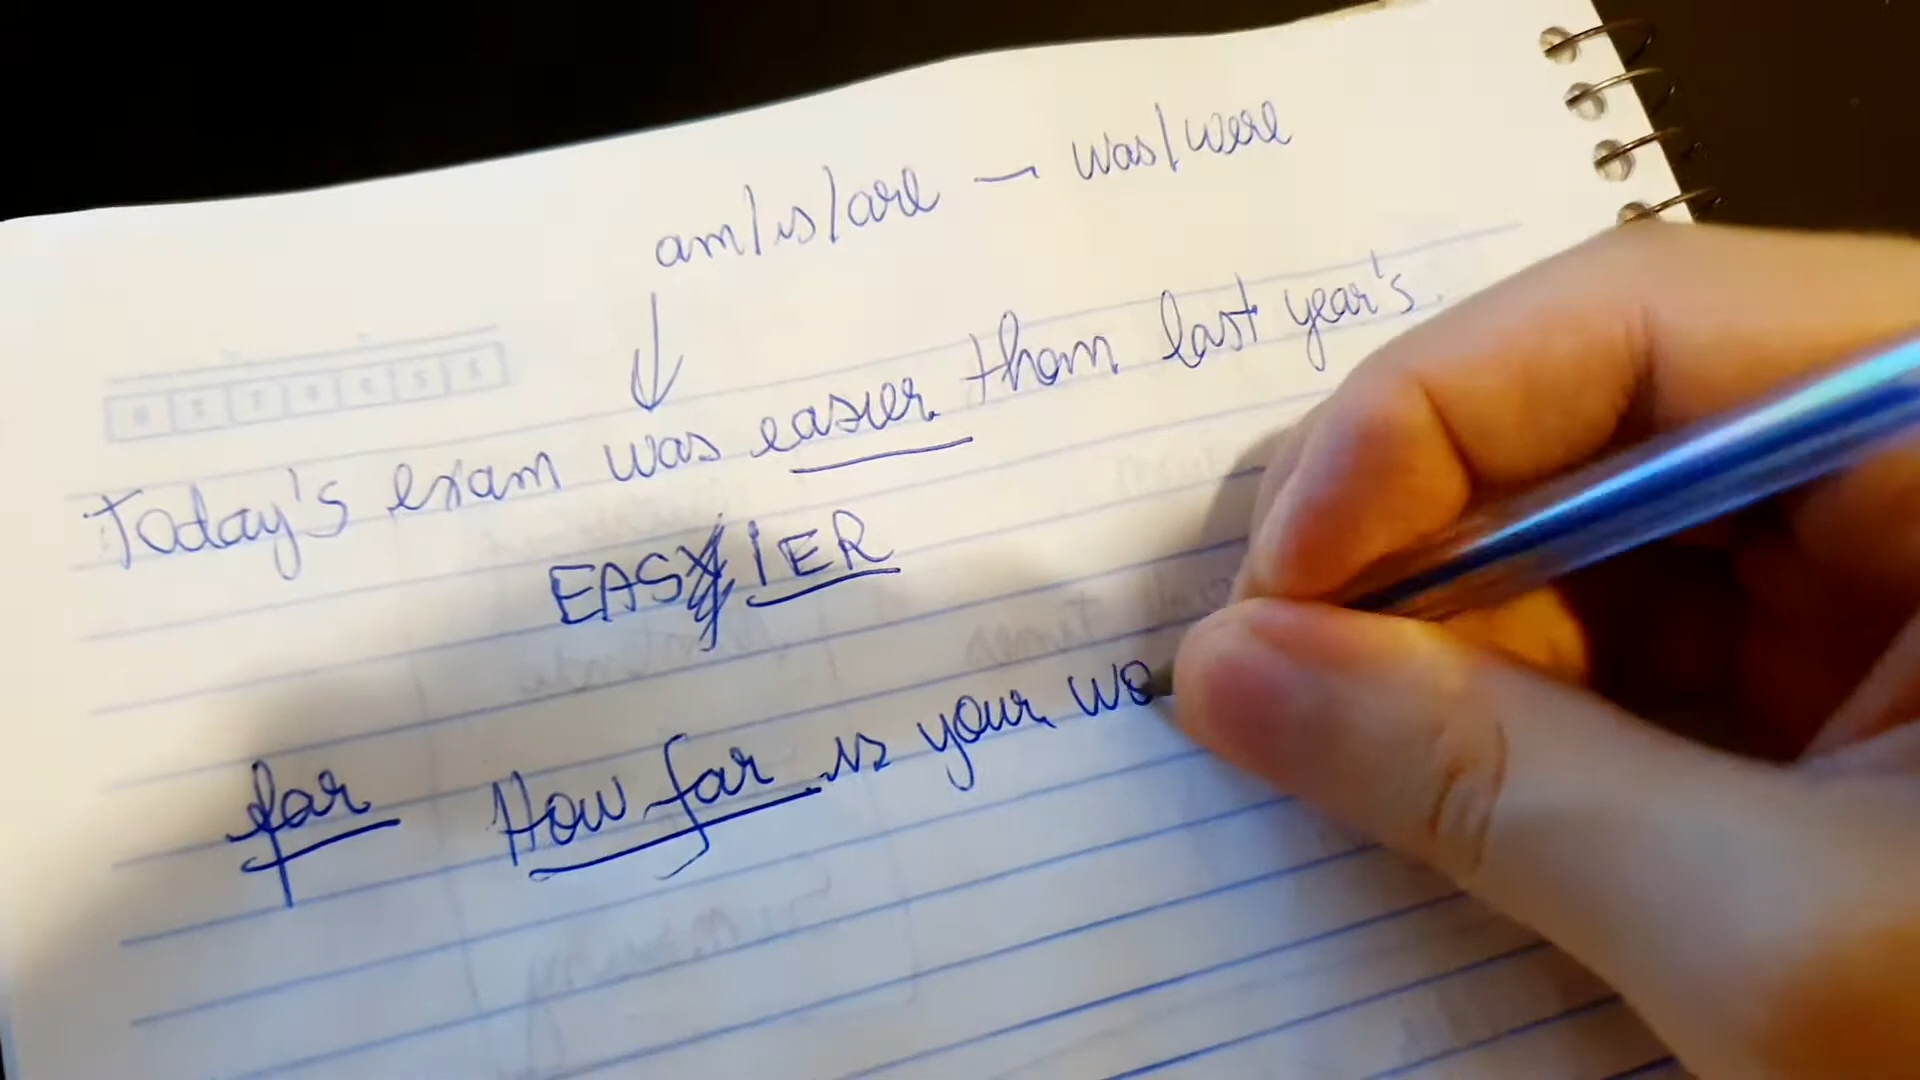 am/is/are — was/were
Today's exam was easier than last year's.
EASIER
far How far is your wo